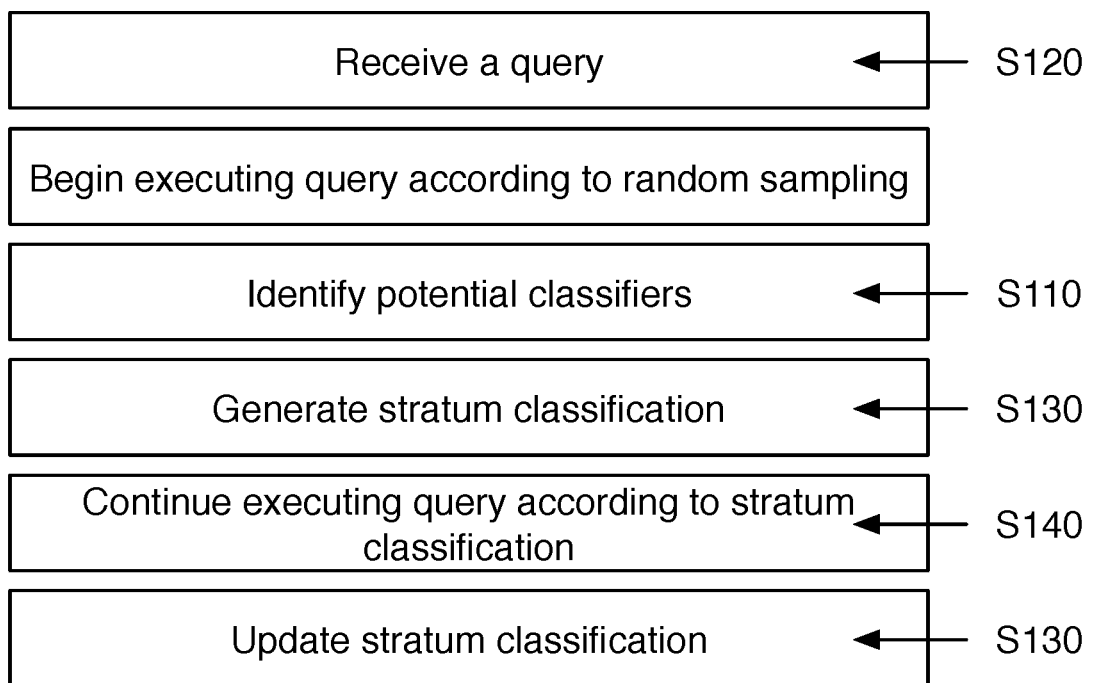 Receive a query
S120
Begin executing query according to random sampling
Identify potential classifiers
S110
Generate stratum classification
S130
Continue executing query according to stratum
classification
S140
Update stratum classification
S130